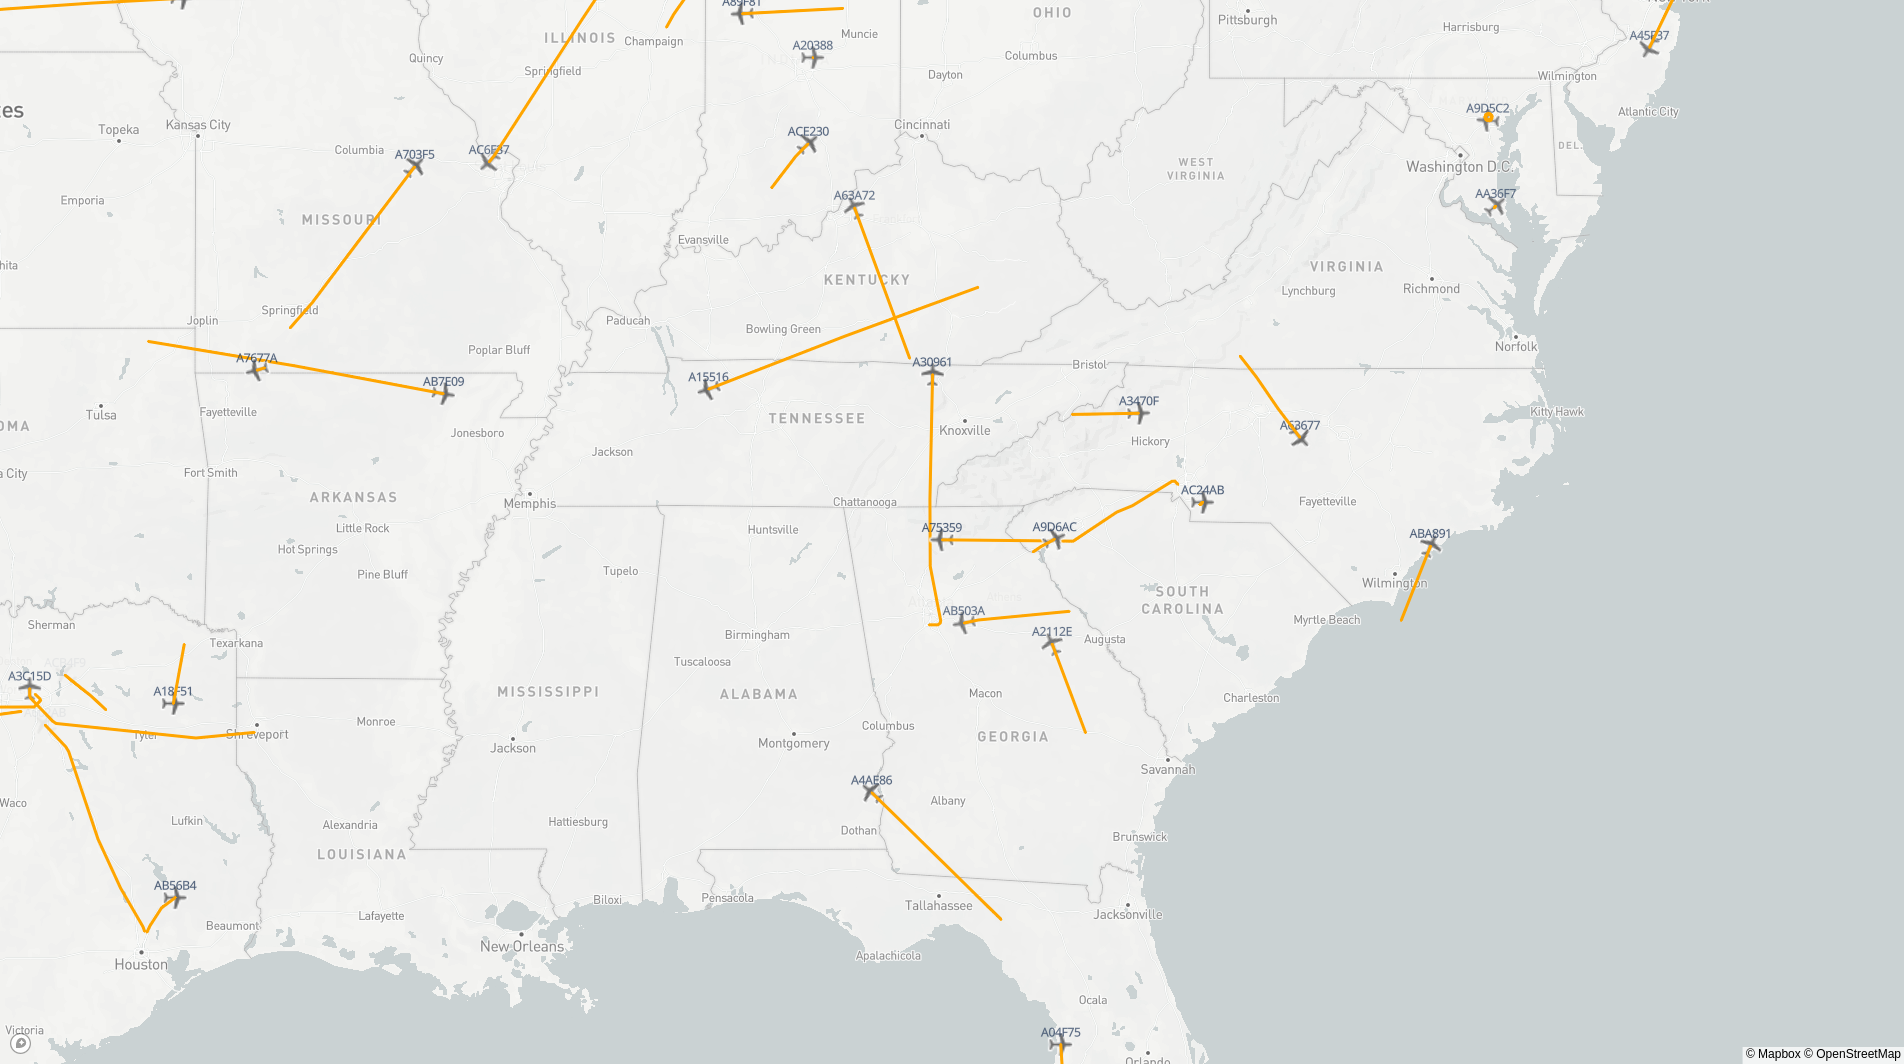 A89F81
OHIO
Pittsburgh
Harrisburg
ILLINOIS
Champaign
A20388
Muncie
A45F37
Quincy
Springfield
Dayton
Columbus
Wilmington
tes
Topeka
Kansas City
Cincinnati
A9D5C2
Atlantic City
Columbia
A703F5
AC6F37
ACE230
WEST
VIRGINIA
Washington D.C.
DEL.
Emporia
MISSOURI
A63A72
AA36F7
Evansville
hita
KENTUCKY
VIRGINIA
Lynchburg
Richmond
Springfield
Joplin
Paducah
Bowling Green
Norfolk
A7677A
Poplar Bluff
AB7E09
A15516
A30961
Bristol
Tulsa
Fayetteville
TENNESSEE
A3470F
Kitty Hawk
OMA
Jonesboro
Knoxville
Hickory
a City
Fort Smith
Jackson
ARKANSAS
Memphis
Chattanooga
AC24AB
Fayetteville
Little Rock
Huntsville
A75359
A9D6AC
ABA891
Hot Springs
Pine Bluff
Tupelo
Wilmington
SOUTH
CAROLINA
Sherman
AB503A
Myrtle Beach
Texarkana
Birmingham
A2112E
Augusta
Tuscaloosa
A3C15D
A18F51
MISSISSIPPI
ALABAMA
Macon
Charleston
Tyler
Shreveport
Monroe
Columbus
GEORGIA
Jackson
Montgomery
Savannah
A4AE86
Waco
Albany
Lufkin
Alexandria
Hattiesburg
Dothan
Brunswick
LOUISIANA
AB56B4
Biloxi
Pensacola
Tallahassee
Jacksonville
Lafayette
Beaumont
New Orleans
Apalachicola
Houston
Ocala
Victoria
A04F75
Orlando
© Mapbox © OpenStreetMap